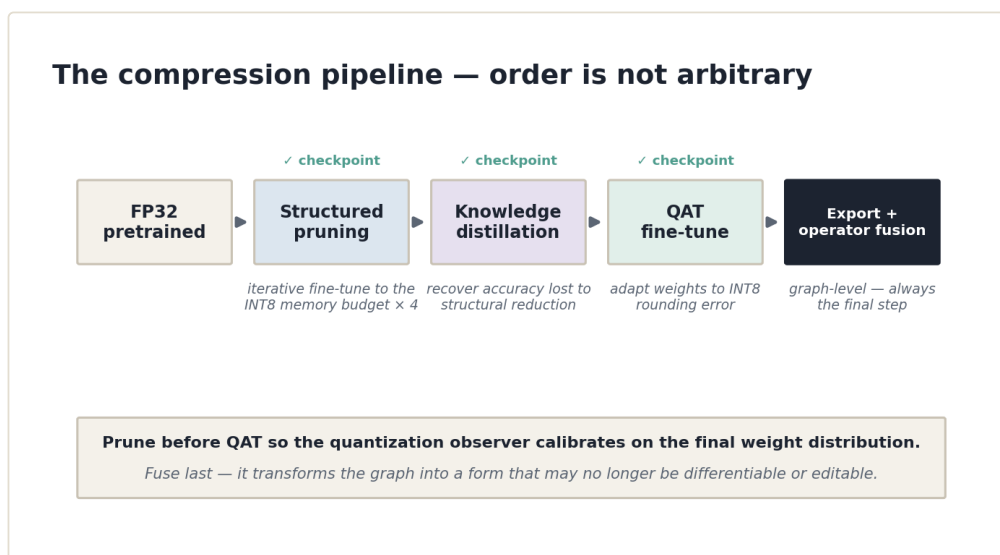 The compression pipeline — order is not arbitrary
✓ checkpoint
✓ checkpoint
✓ checkpoint
FP32
pretrained
Structured
pruning
Knowledge
distillation
QAT
fine-tune
Export +
operator fusion
iterative fine-tune to the
INT8 memory budget × 4
recover accuracy lost to
structural reduction
adapt weights to INT8
rounding error
graph-level — always
the final step
Prune before QAT so the quantization observer calibrates on the final weight distribution.
Fuse last — it transforms the graph into a form that may no longer be differentiable or editable.